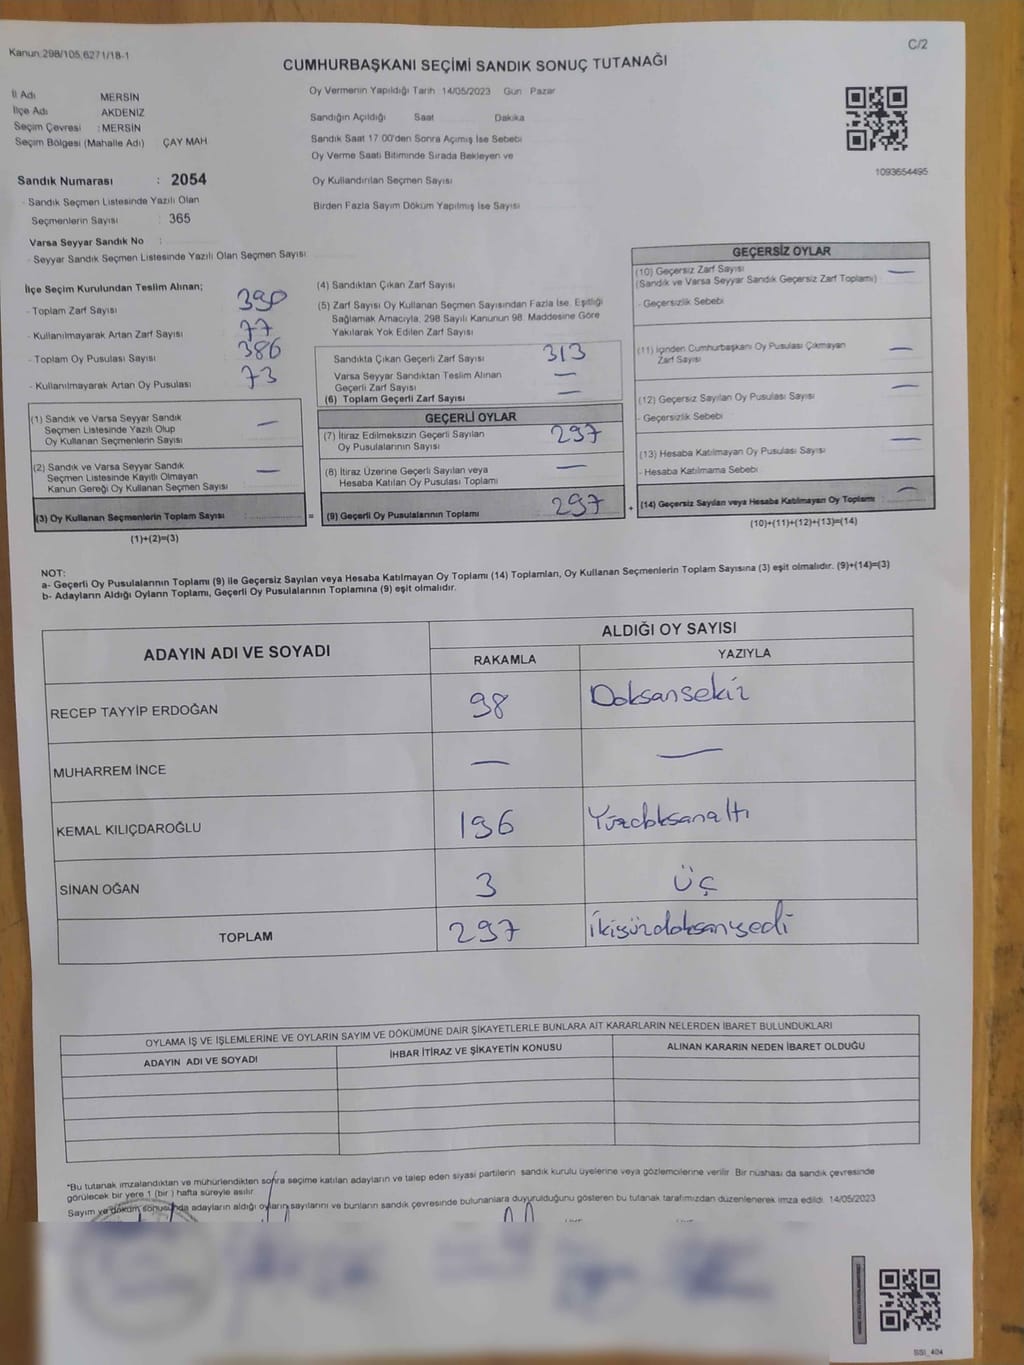 Kanun:298/105,6271/18-1
C/2
CUMHURBAŞKANI SEÇİMİ SANDIK SONUÇ TUTANAĞI
İl Adı MERSİN
İlçe Adı AKDENİZ
Seçim Çevresi : MERSİN
Seçim Bölgesi (Mahalle Adı) ÇAY MAH
Sandık Numarası : 2054
- Sandık Seçmen Listesinde Yazılı Olan
Seçmenlerin Sayısı : 365
Varsa Seyyar Sandık No :
- Seyyar Sandık Seçmen Listesinde Yazılı Olan Seçmen Sayısı:
Oy Vermenin Yapıldığı Tarih 14/05/2023 Gün Pazar
Sandığın Açıldığı Saat Dakika
Sandık Saat 17.00'den Sonra Açımış İse Sebebi
Oy Verme Saati Bitiminde Sırada Bekleyen ve
Oy Kullandırılan Seçmen Sayısı
Birden Fazla Sayım Döküm Yapılmış İse Sayısı
1093654495
İlçe Seçim Kurulundan Teslim Alınan;
- Toplam Zarf Sayısı 390
- Kullanılmayarak Artan Zarf Sayısı 77
- Toplam Oy Pusulası Sayısı 386
- Kullanılmayarak Artan Oy Pusulası 73
(1) Sandık ve Varsa Seyyar Sandık
Seçmen Listesinde Yazılı Olup
Oy Kullanan Seçmenlerin Sayısı —
(2) Sandık ve Varsa Seyyar Sandık
Seçmen Listesinde Kayıtlı Olmayan
Kanun Gereği Oy Kullanan Seçmen Sayısı —
(3) Oy Kullanan Seçmenlerin Toplam Sayısı
(1)+(2)=(3)
=
(4) Sandıktan Çıkan Zarf Sayısı
(5) Zarf Sayısı Oy Kullanan Seçmen Sayısından Fazla İse, Eşitliği
Sağlamak Amacıyla, 298 Sayılı Kanunun 98. Maddesine Göre
Yakılarak Yok Edilen Zarf Sayısı
Sandıkta Çıkan Geçerli Zarf Sayısı 313
Varsa Seyyar Sandıktan Teslim Alınan
Geçerli Zarf Sayısı —
(6) Toplam Geçerli Zarf Sayısı —
GEÇERLİ OYLAR
(7) İtiraz Edilmeksizin Geçerli Sayılan
Oy Pusulalarının Sayısı 297
(8) İtiraz Üzerine Geçerli Sayılan veya
Hesaba Katılan Oy Pusulası Toplamı —
(9) Geçerli Oy Pusulalarının Toplamı 297
+
GEÇERSİZ OYLAR
(10) Geçersiz Zarf Sayısı —
(Sandık ve Varsa Seyyar Sandık Geçersiz Zarf Toplamı)
- Geçersizlik Sebebi
(11) İçinden Cumhurbaşkanı Oy Pusulası Çıkmayan
Zarf Sayısı —
(12) Geçersiz Sayılan Oy Pusulası Sayısı —
- Geçersizlik Sebebi
(13) Hesaba Katılmayan Oy Pusulası Sayısı —
- Hesaba Katılmama Sebebi
(14) Geçersiz Sayılan veya Hesaba Katılmayan Oy Toplamı —
(10)+(11)+(12)+(13)=(14)
NOT:
a- Geçerli Oy Pusulalarının Toplamı (9) ile Geçersiz Sayılan veya Hesaba Katılmayan Oy Toplamı (14) Toplamları, Oy Kullanan Seçmenlerin Toplam Sayısına (3) eşit olmalıdır. (9)+(14)=(3)
b- Adayların Aldığı Oyların Toplamı, Geçerli Oy Pusulalarının Toplamına (9) eşit olmalıdır.
ADAYIN ADI VE SOYADI
ALDIĞI OY SAYISI
RAKAMLA YAZIYLA
RECEP TAYYİP ERDOĞAN 98 Doksansekiz
MUHARREM İNCE — —
KEMAL KILIÇDAROĞLU 196 Yüzdoksanaltı
SİNAN OĞAN 3 üç
TOPLAM 297 ikiyüzdoksanyedi
OYLAMA İŞ VE İŞLEMLERİNE VE OYLARIN SAYIM VE DÖKÜMÜNE DAİR ŞİKAYETLERLE BUNLARA AİT KARARLARIN NELERDEN İBARET BULUNDUKLARI
ADAYIN ADI VE SOYADI İHBAR İTİRAZ VE ŞİKAYETİN KONUSU ALINAN KARARIN NEDEN İBARET OLDUĞU
*Bu tutanak imzalandıktan ve mühürlendikten sonra seçime katılan adayların ve talep eden siyasi partilerin sandık kurulu üyelerine veya gözlemcilerine verilir. Bir nüshası da sandık çevresinde
görülecek bir yere 1 (bir) hafta süreyle asılır
Sayım ve döküm sonusında adayların aldığı oyların sayılarını ve bunların sandık çevresinde bulunanlara duyurulduğunu gösteren bu tutanak tarafımızdan düzenlenerek imza edildi. 14/05/2023
SSI_404